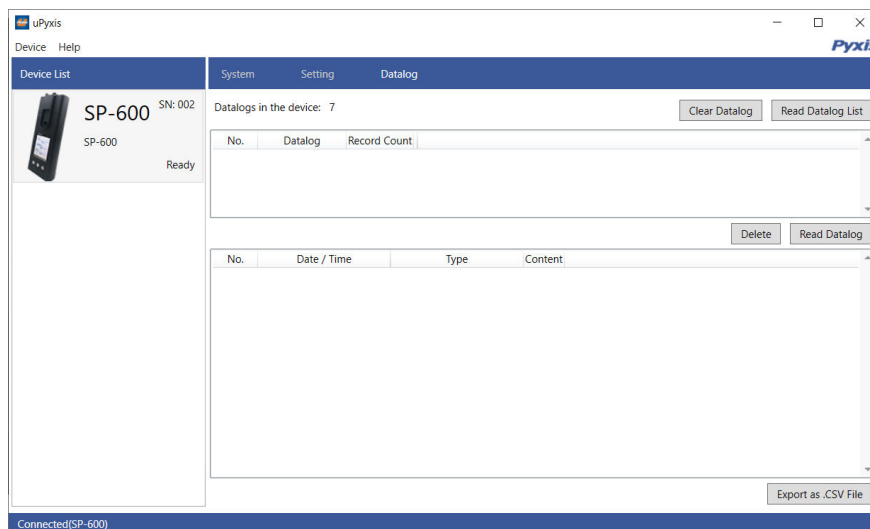 uPyxis
Device Help
Pyxis
Device List
System Setting Datalog
SP-600 SN: 002
SP-600
Ready
Datalogs in the device: 7
Clear Datalog Read Datalog List
No. Datalog Record Count
Delete Read Datalog
No. Date / Time Type Content
Export as .CSV File
Connected(SP-600)